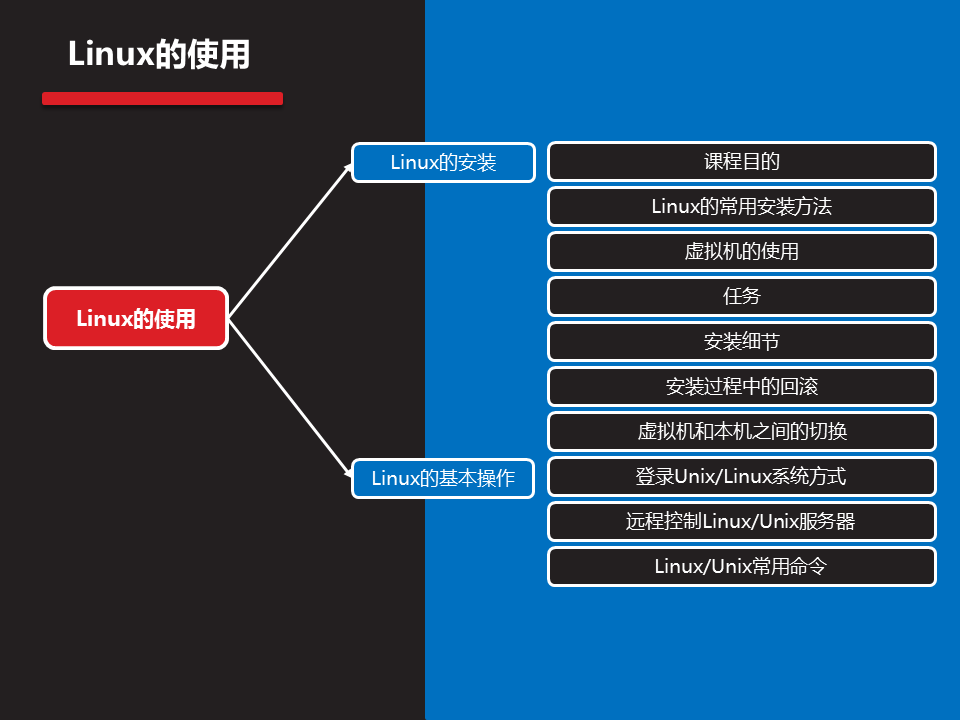 Linux的使用
Linux的使用
Linux的安装
课程目的
Linux的常用安装方法
虚拟机的使用
任务
安装细节
安装过程中的回滚
虚拟机和本机之间的切换
Linux的基本操作
登录Unix/Linux系统方式
远程控制Linux/Unix服务器
Linux/Unix常用命令